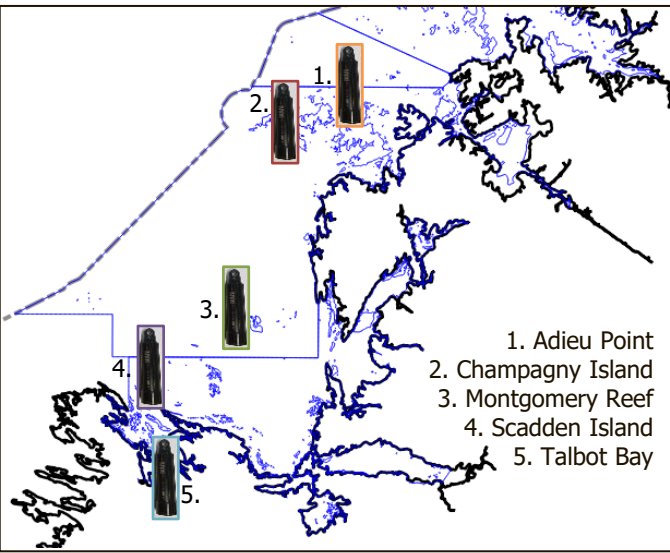 1.
2.
3.
4.
5.
1. Adieu Point
2. Champagny Island
3. Montgomery Reef
4. Scadden Island
5. Talbot Bay